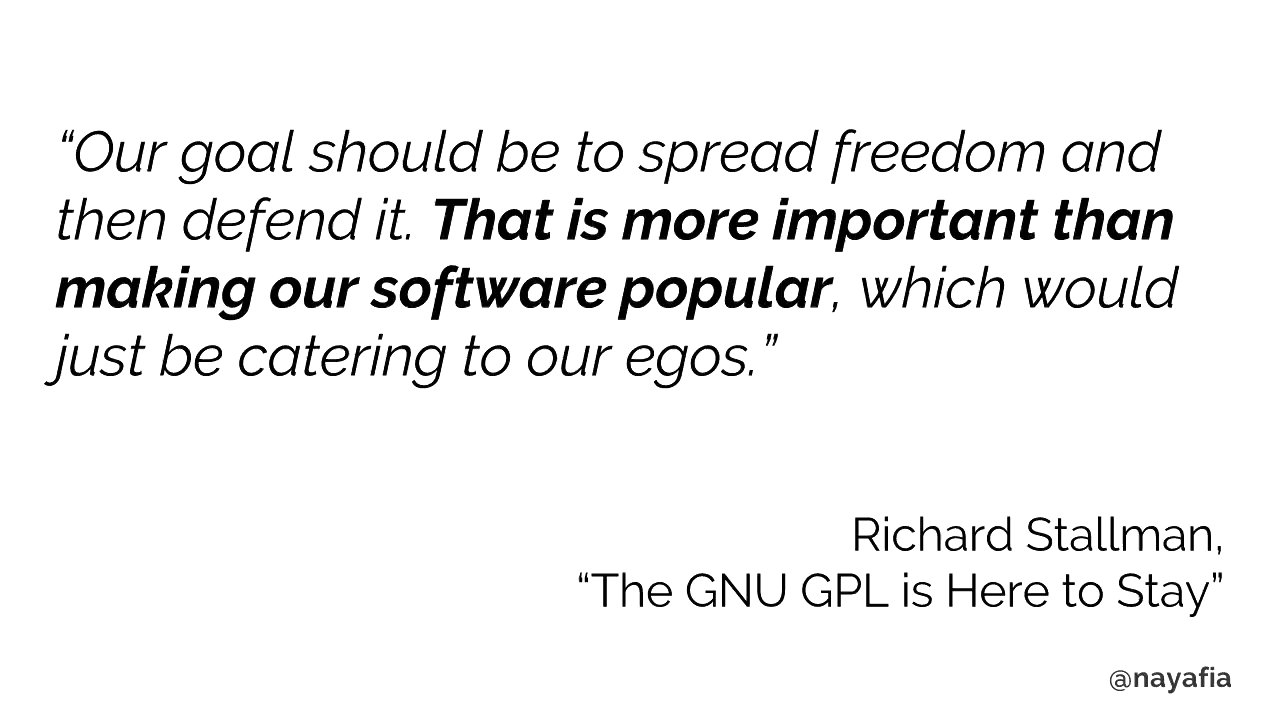 “Our goal should be to spread freedom and
then defend it. That is more important than
making our software popular, which would
just be catering to our egos.”
Richard Stallman,
“The GNU GPL is Here to Stay”
@nayafia